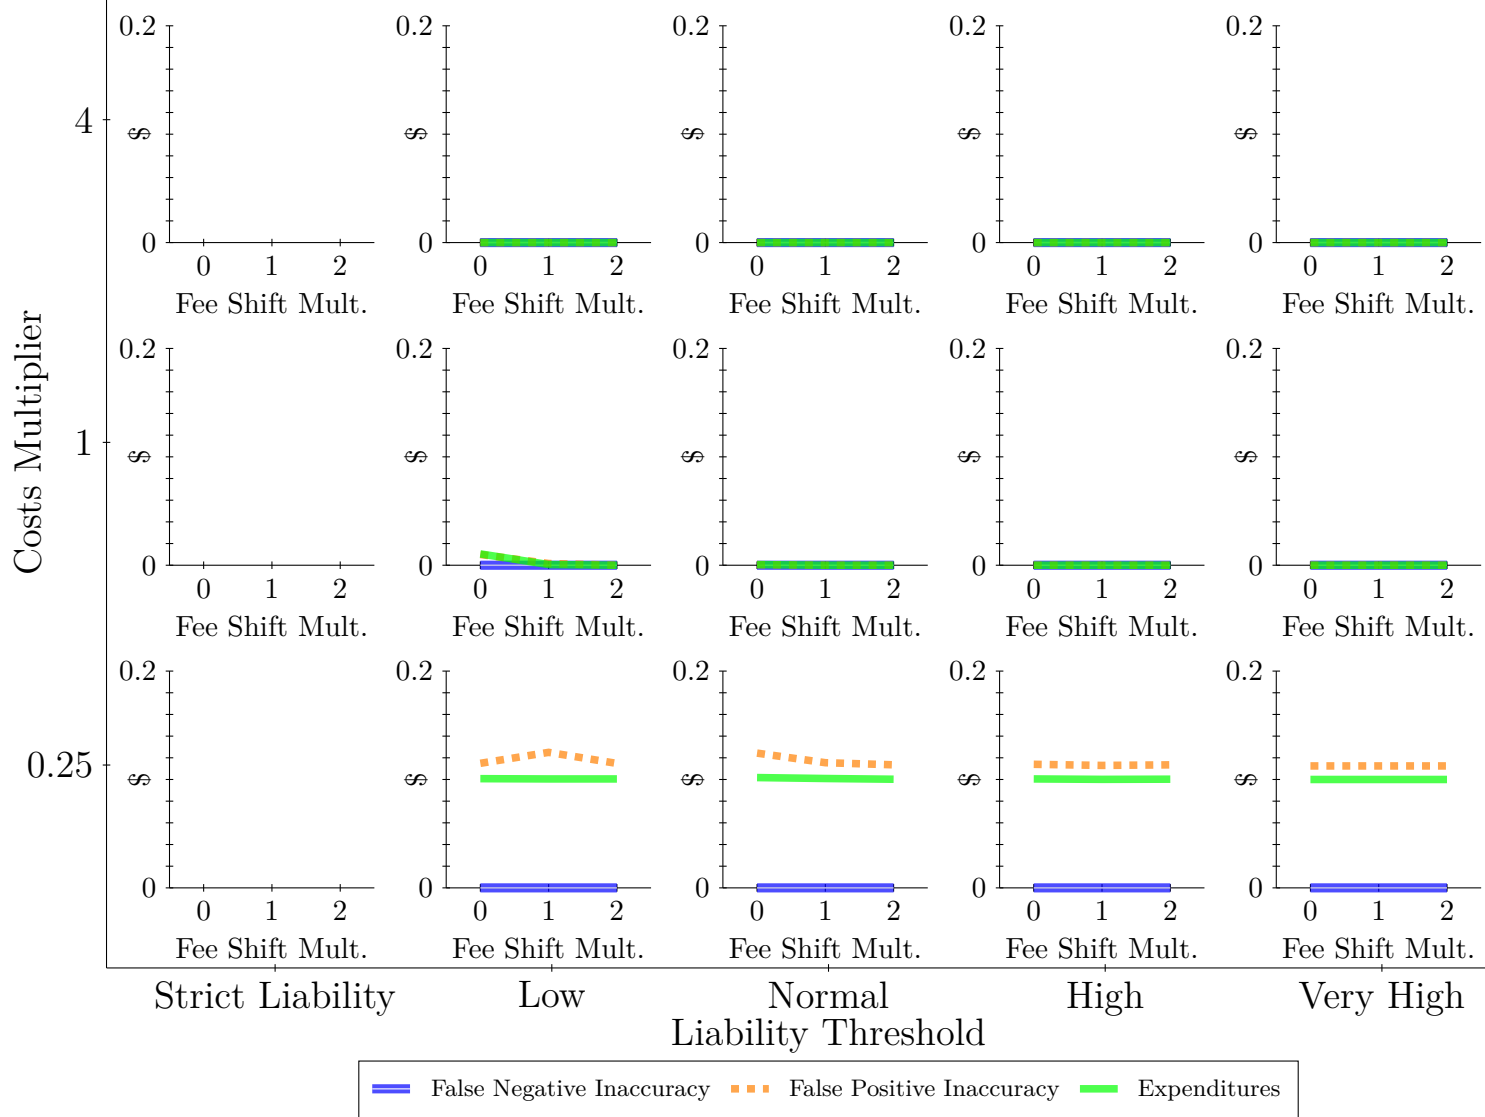 Costs Multiplier
4
0.2
$
0
0 1 2
Fee Shift Mult.
0.2
$
0
0 1 2
Fee Shift Mult.
0.2
$
0
0 1 2
Fee Shift Mult.
0.2
$
0
0 1 2
Fee Shift Mult.
0.2
$
0
0 1 2
Fee Shift Mult.
1
0.2
$
0
0 1 2
Fee Shift Mult.
0.2
$
0
0 1 2
Fee Shift Mult.
0.2
$
0
0 1 2
Fee Shift Mult.
0.2
$
0
0 1 2
Fee Shift Mult.
0.2
$
0
0 1 2
Fee Shift Mult.
0.25
0.2
$
0
0 1 2
Fee Shift Mult.
0.2
$
0
0 1 2
Fee Shift Mult.
0.2
$
0
0 1 2
Fee Shift Mult.
0.2
$
0
0 1 2
Fee Shift Mult.
0.2
$
0
0 1 2
Fee Shift Mult.
Strict Liability Low Normal High Very High
Liability Threshold
False Negative Inaccuracy False Positive Inaccuracy Expenditures